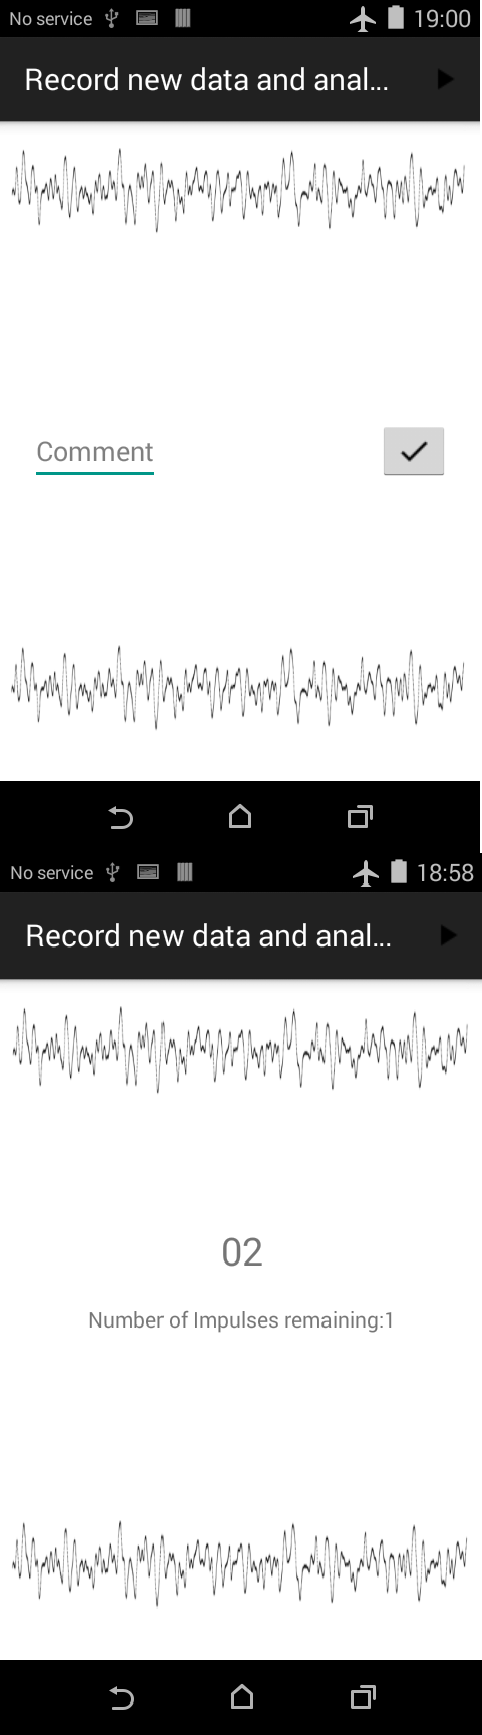 No service 19:00
Record new data and anal...
Comment
No service 18:58
Record new data and anal...
02
Number of Impulses remaining:1